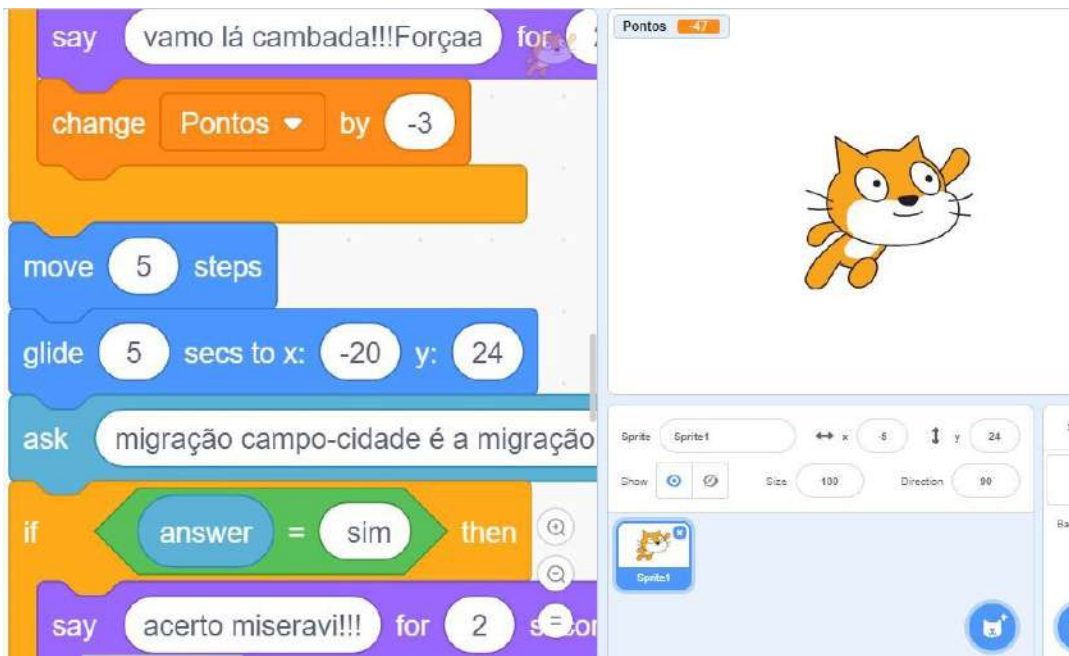 say vamo lá cambada!!!Forçaa for
change Pontos by -3
move 5 steps
glide 5 secs to x: -20 y: 24
ask migração campo-cidade é a migração
if answer = sim then
say acerto miseravi!!! for 2
Pontos -47
Sprite Sprite1 x -5 y 24
Show Size 100 Direction 90
Sprite1